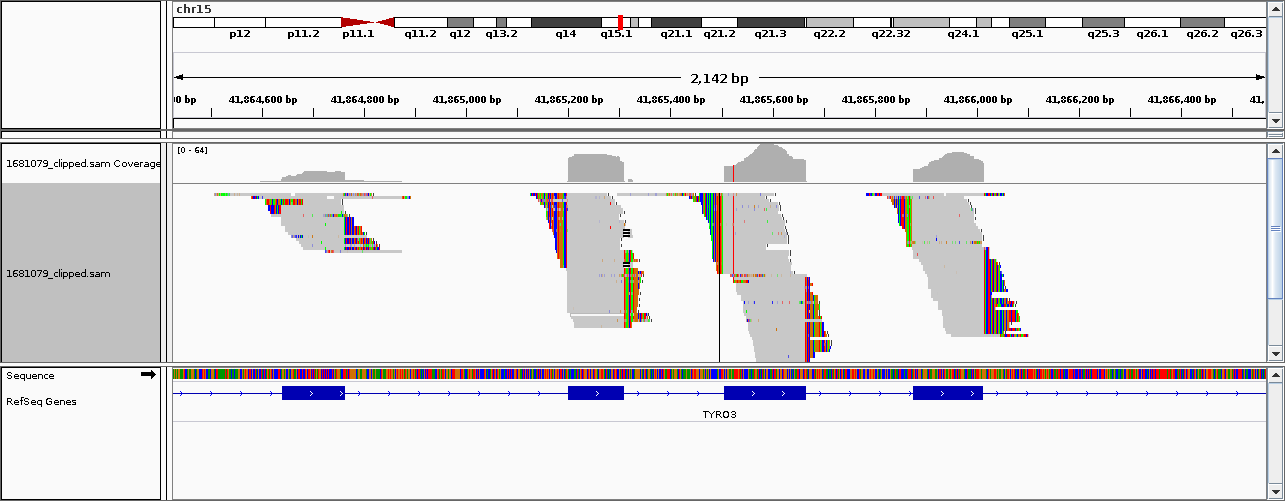 chr15
p12 p11.2 p11.1 q11.2 q12 q13.2 q14 q15.1 q21.1 q21.2 q21.3 q22.2 q22.32 q24.1 q25.1 q25.3 q26.1 q26.2 q26.3
2,142 bp
00 bp 41,864,600 bp 41,864,800 bp 41,865,000 bp 41,865,200 bp 41,865,400 bp 41,865,600 bp 41,865,800 bp 41,866,000 bp 41,866,200 bp 41,866,400 bp 41,
[0 - 64]
1681079_clipped.sam Coverage
1681079_clipped.sam
Sequence
RefSeq Genes
TYRO3